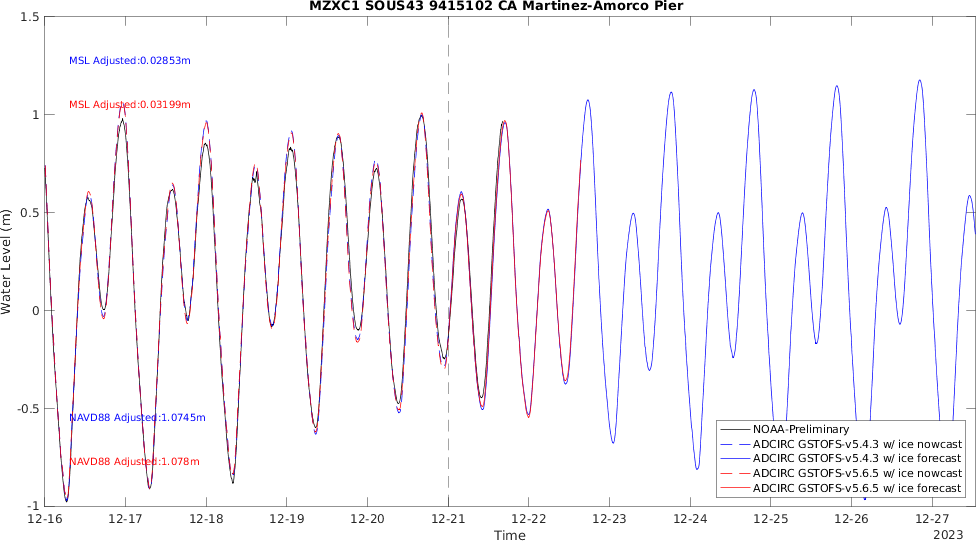 MZXC1 SOUS43 9415102 CA Martinez-Amorco Pier
1.5
1
0.5
0
-0.5
-1
Water Level (m)
MSL Adjusted:0.02853m
MSL Adjusted:0.03199m
NAVD88 Adjusted:1.0745m
NAVD88 Adjusted:1.078m
NOAA-Preliminary
ADCIRC GSTOFS-v5.4.3 w/ ice nowcast
ADCIRC GSTOFS-v5.4.3 w/ ice forecast
ADCIRC GSTOFS-v5.6.5 w/ ice nowcast
ADCIRC GSTOFS-v5.6.5 w/ ice forecast
12-16 12-17 12-18 12-19 12-20 12-21 12-22 12-23 12-24 12-25 12-26 12-27
Time
2023